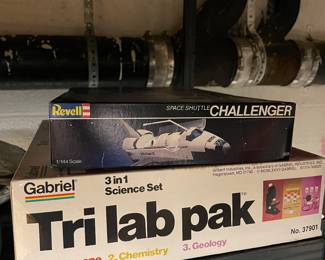 Revell
SPACE SHUTTLE CHALLENGER
1/144 Scale
Gabriel
3 in 1
Science Set
Tri lab pak™
No. 37901
2. Chemistry
3. Geology